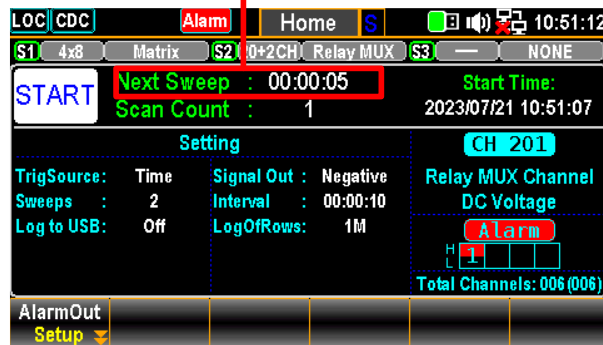 LOC CDC Alarm Home S 10:51:12
S1 4x8 Matrix S2 20+2CH Relay MUX S3 — NONE
START
Next Sweep : 00:00:05
Scan Count : 1
Start Time:
2023/07/21 10:51:07
Setting
TrigSource: Time Signal Out : Negative
Sweeps : 2 Interval : 00:00:10
Log to USB: Off LogOfRows: 1M
CH 201
Relay MUX Channel
DC Voltage
Alarm
H 1
L
Total Channels: 006(006)
AlarmOut
Setup